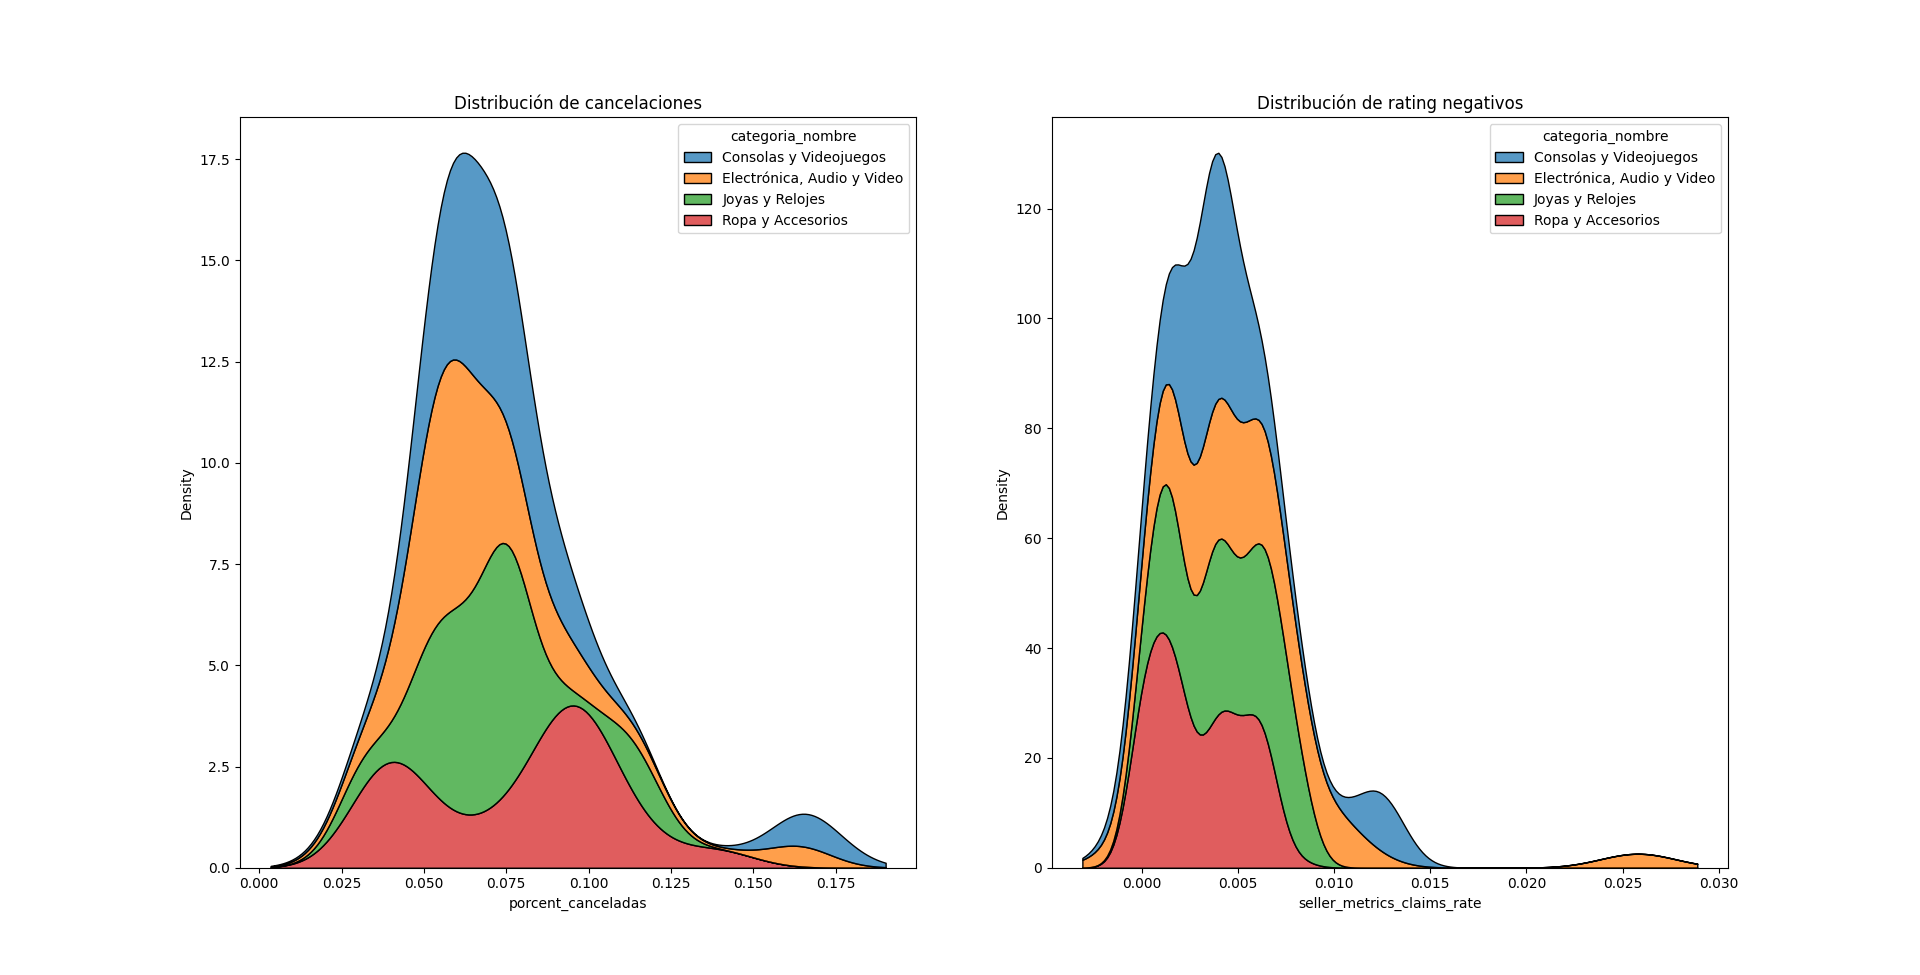 Distribución de cancelaciones
categoria_nombre
Consolas y Videojuegos
Electrónica, Audio y Video
Joyas y Relojes
Ropa y Accesorios
17.5
15.0
12.5
10.0
7.5
5.0
2.5
0.0
Density
0.000 0.025 0.050 0.075 0.100 0.125 0.150 0.175
porcent_canceladas
Distribución de rating negativos
categoria_nombre
Consolas y Videojuegos
Electrónica, Audio y Video
Joyas y Relojes
Ropa y Accesorios
120
100
80
60
40
20
0
Density
0.000 0.005 0.010 0.015 0.020 0.025 0.030
seller_metrics_claims_rate